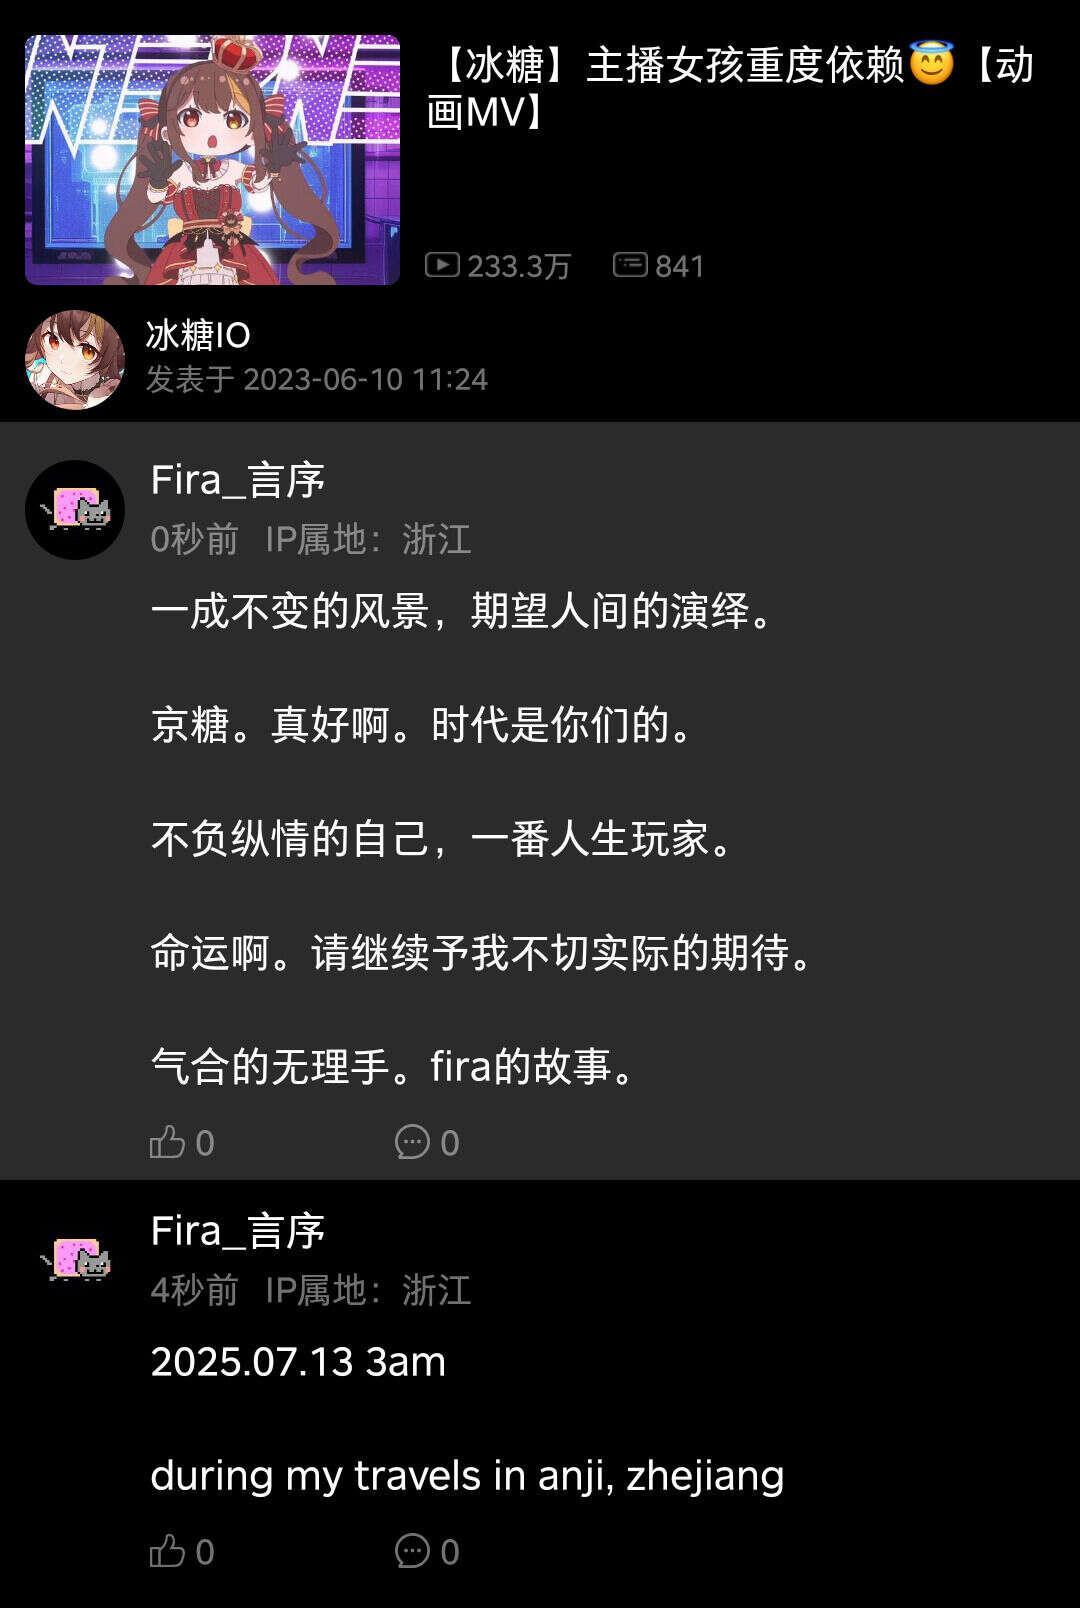 【冰糖】主播女孩重度依赖😇【动
画MV】
233.3万 841
冰糖IO
发表于 2023-06-10 11:24
Fira_言序
0秒前 IP属地：浙江
一成不变的风景，期望人间的演绎。
京糖。真好啊。时代是你们的。
不负纵情的自己，一番人生玩家。
命运啊。请继续予我不切实际的期待。
气合的无理手。fira的故事。
0 0
Fira_言序
4秒前 IP属地：浙江
2025.07.13 3am
during my travels in anji, zhejiang
0 0